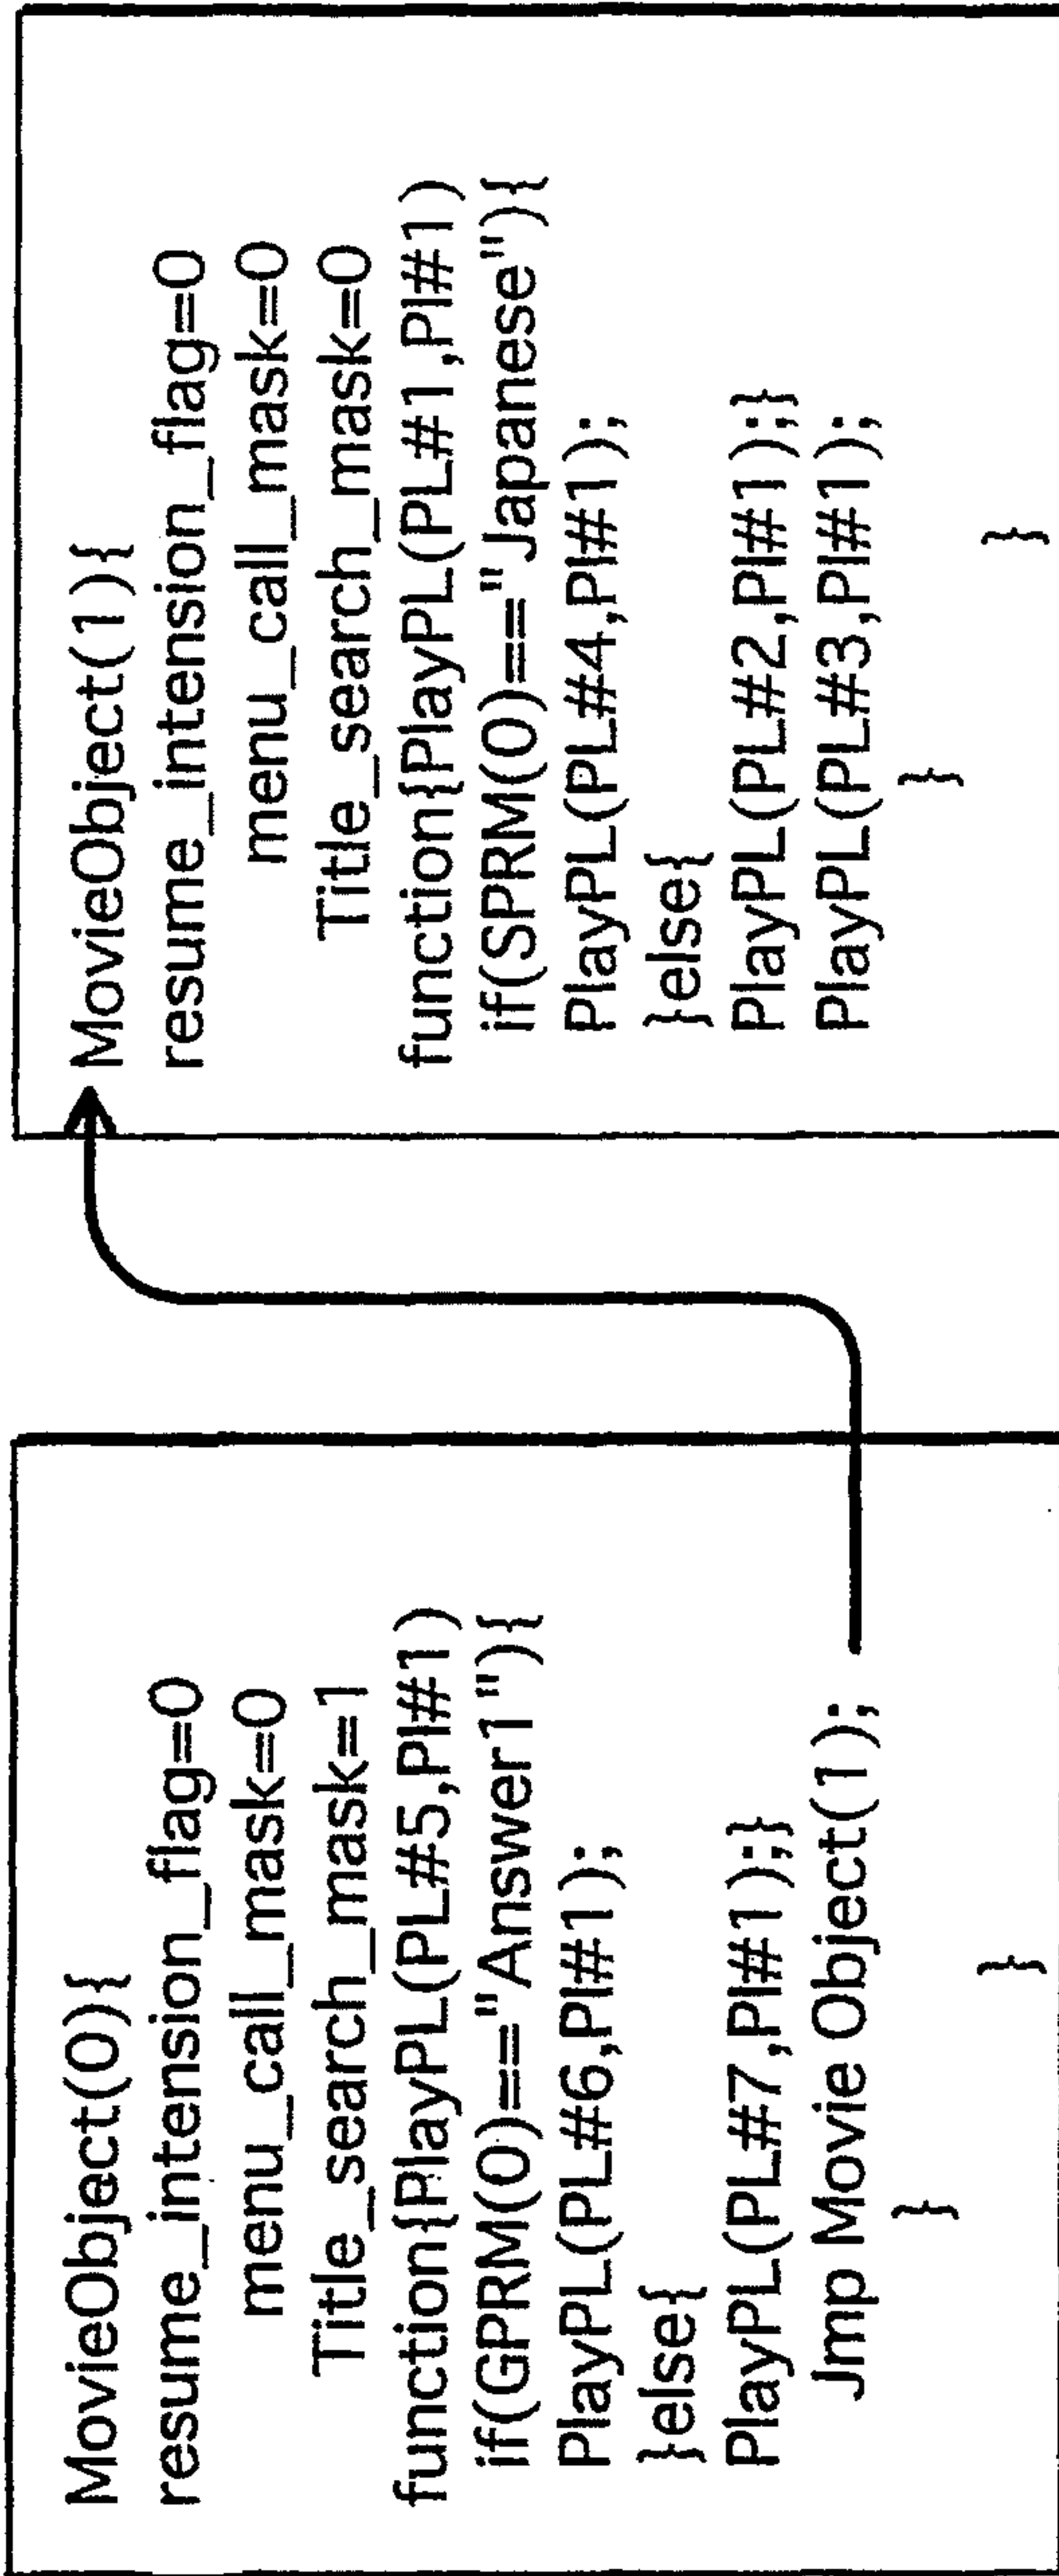 MovieObject(0){
resume_intension_flag=0
menu_call_mask=0
Title_search_mask=1
function{PlayPL(PL#5,PI#1)
if(GPRM(0)=="Answer1"){
PlayPL(PL#6,PI#1);
}else{
PlayPL(PL#7,PI#1);}
Jmp Movie Object(1);
}
}
MovieObject(1){
resume_intension_flag=0
menu_call_mask=0
Title_search_mask=0
function{PlayPL(PL#1,PI#1)
if(SPRM(0)=="Japanese"){
PlayPL(PL#4,PI#1);
}else{
PlayPL(PL#2,PI#1);}
PlayPL(PL#3,PI#1);
}
}